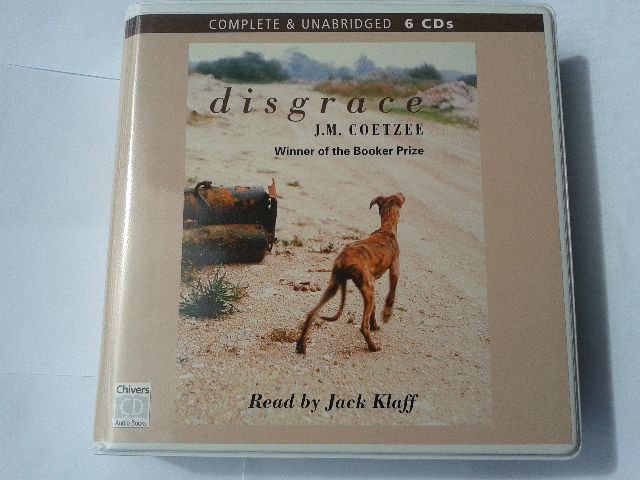 COMPLETE & UNABRIDGED 6 CDs
disgrace
J.M. COETZEE
Winner of the Booker Prize
Read by Jack Klaff
Chivers
CD
Audio Books